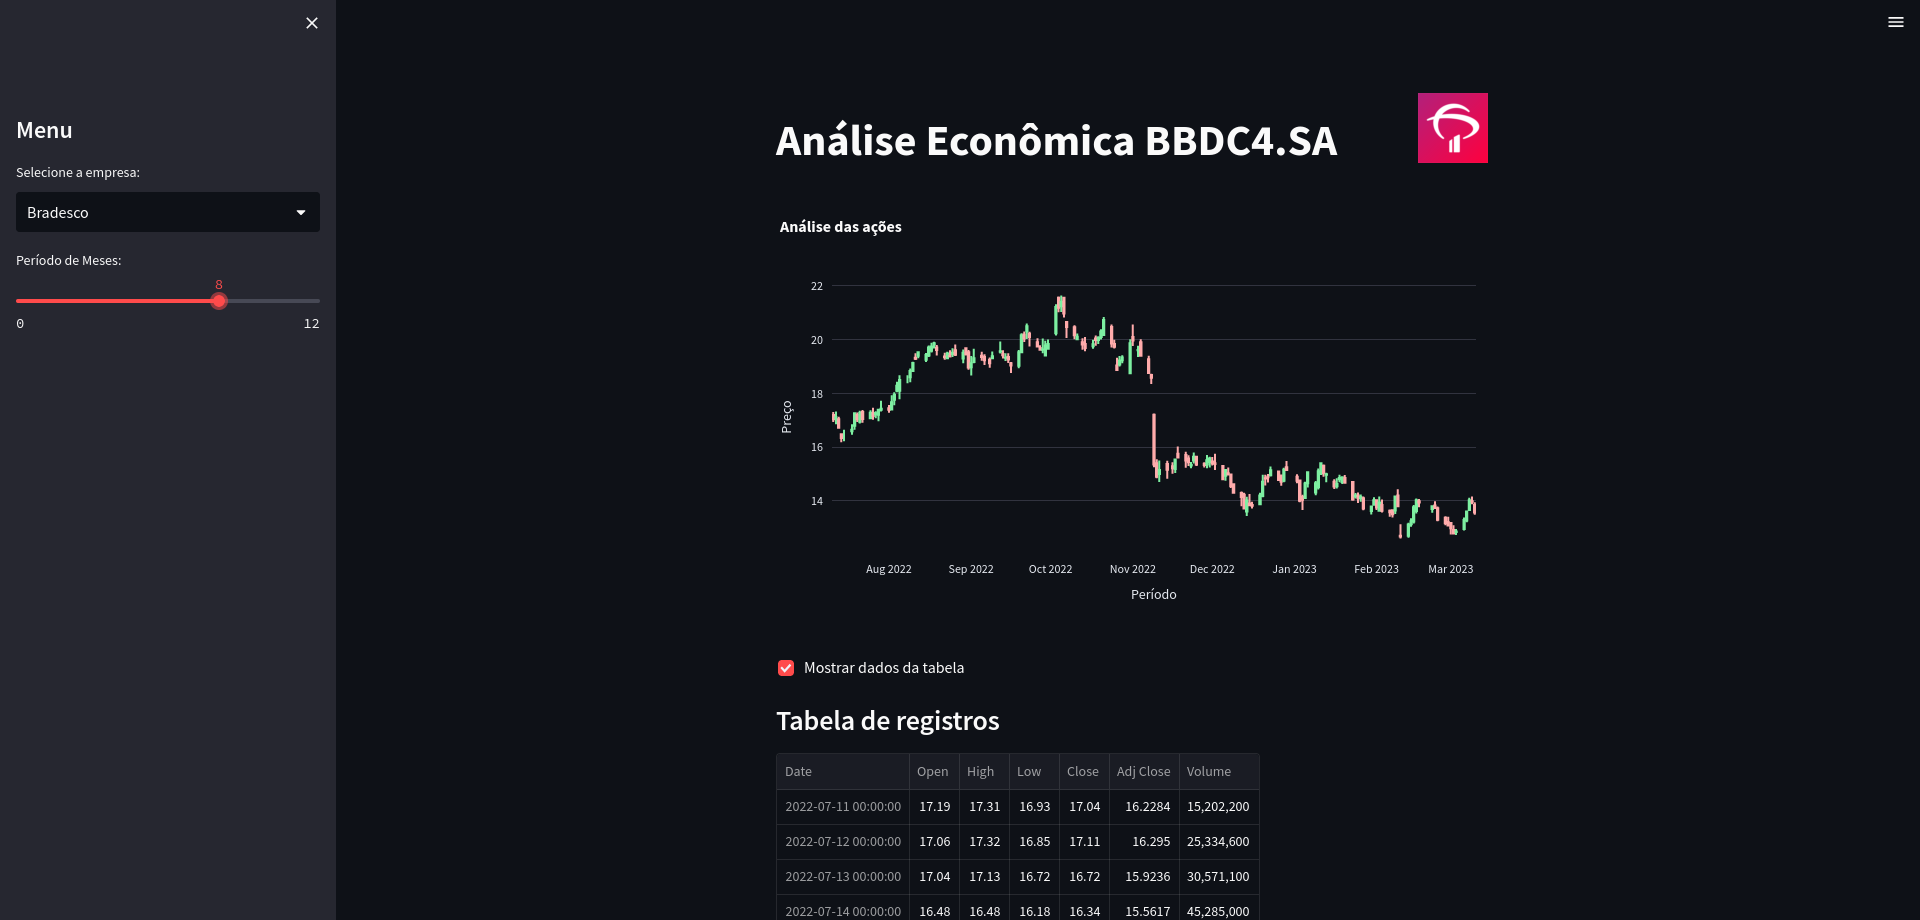 Menu
Selecione a empresa:
Bradesco
Período de Meses:
8
0 12
Análise Econômica BBDC4.SA
Análise das ações
22
20
18
16
14
Preço
Aug 2022 Sep 2022 Oct 2022 Nov 2022 Dec 2022 Jan 2023 Feb 2023 Mar 2023
Período
Mostrar dados da tabela
Tabela de registros
Date Open High Low Close Adj Close Volume
2022-07-11 00:00:00 17.19 17.31 16.93 17.04 16.2284 15,202,200
2022-07-12 00:00:00 17.06 17.32 16.85 17.11 16.295 25,334,600
2022-07-13 00:00:00 17.04 17.13 16.72 16.72 15.9236 30,571,100
2022-07-14 00:00:00 16.48 16.48 16.18 16.34 15.5617 45,285,000